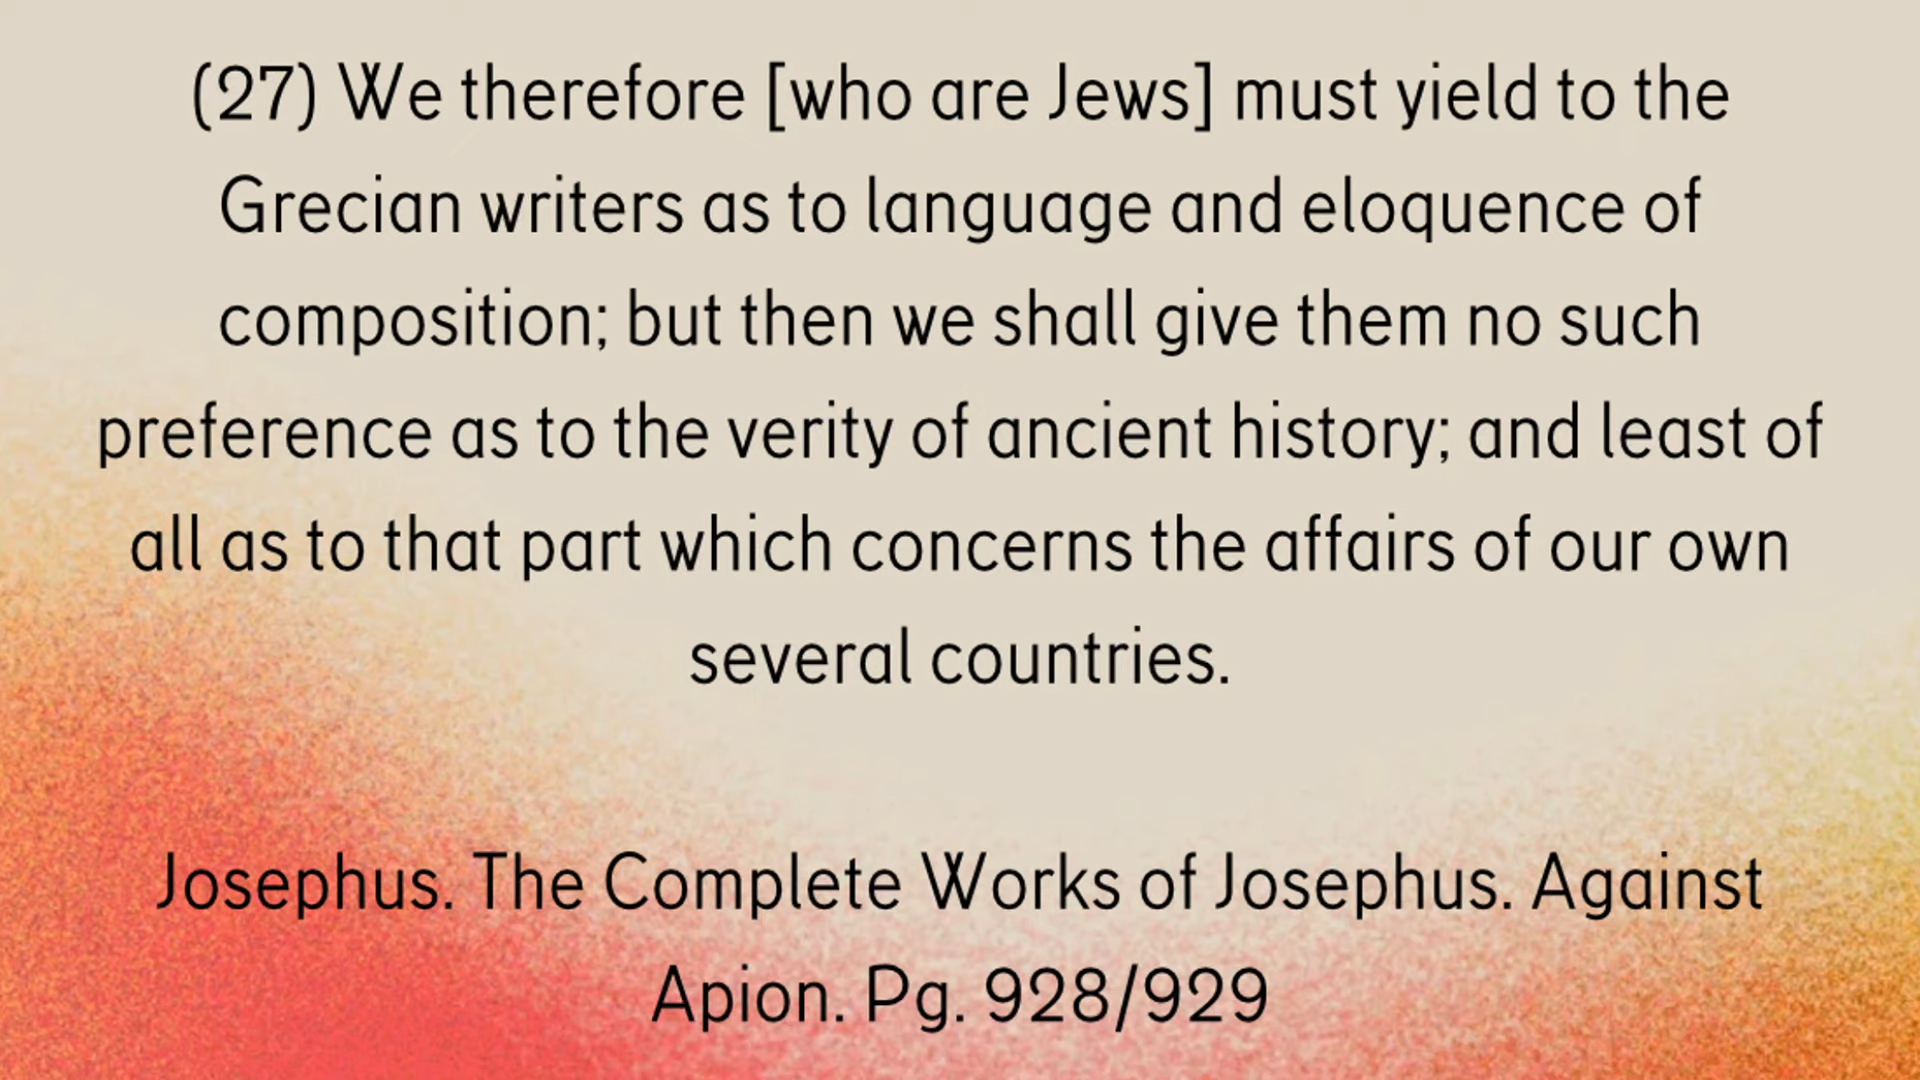 (27) We therefore [who are Jews] must yield to the
Grecian writers as to language and eloquence of
composition; but then we shall give them no such
preference as to the verity of ancient history; and least of
all as to that part which concerns the affairs of our own
several countries.
Josephus. The Complete Works of Josephus. Against
Apion. Pg. 928/929